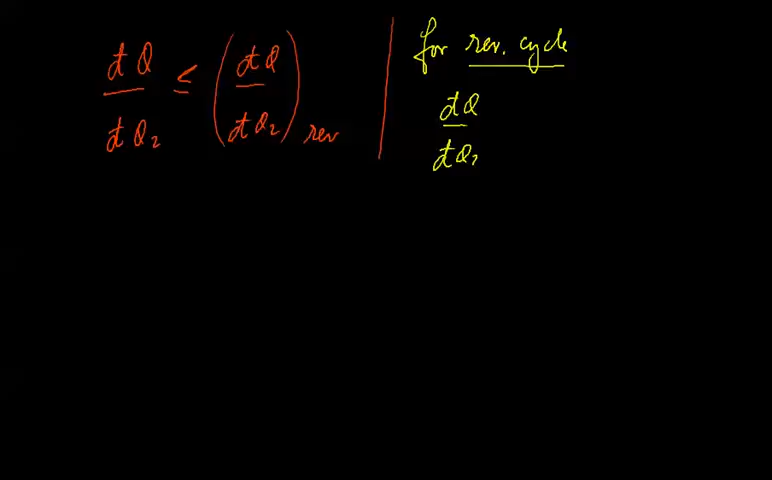 đQ / đQ₂ ≤ (đQ / đQ₂) rev
for rev. cycle
đQ / đQ₂